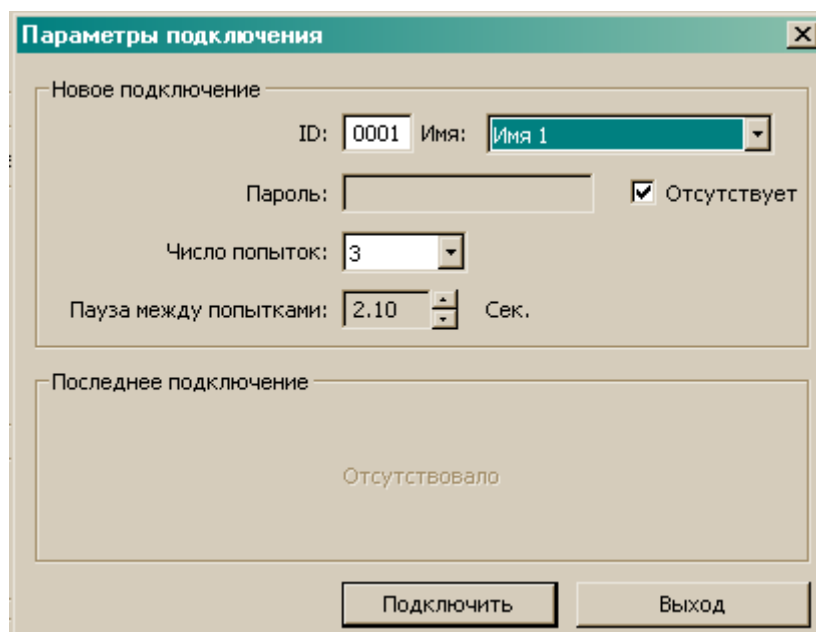 Параметры подключения
Новое подключение
ID: 0001 Имя: Имя 1
Пароль: Отсутствует
Число попыток: 3
Пауза между попытками: 2.10 Сек.
Последнее подключение
Отсутствовало
Подключить Выход